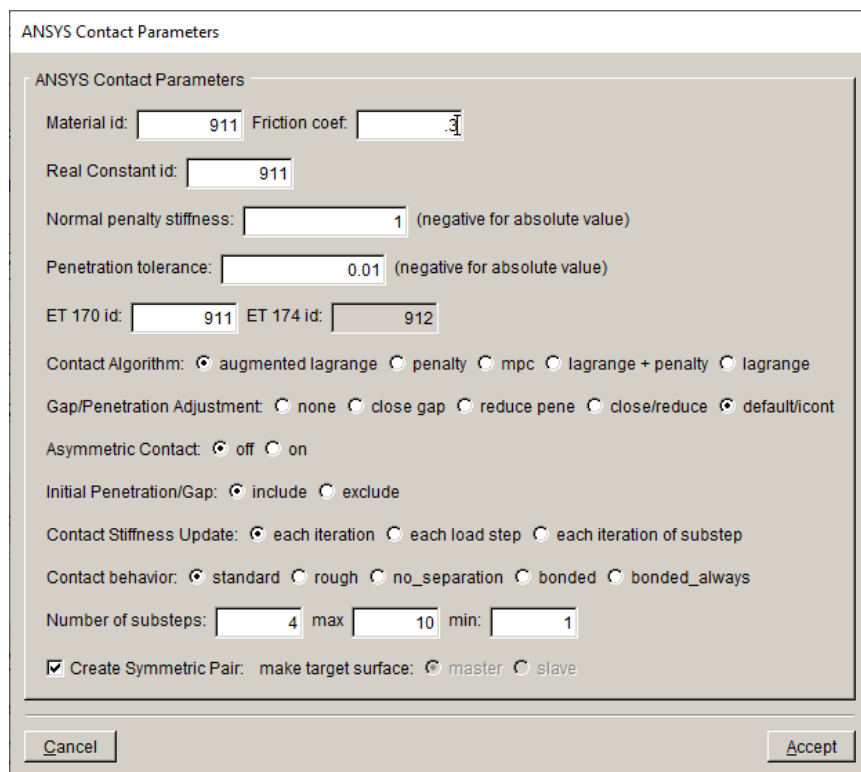 ANSYS Contact Parameters
ANSYS Contact Parameters
Material id: 911 Friction coef: .3
Real Constant id: 911
Normal penalty stiffness: 1 (negative for absolute value)
Penetration tolerance: 0.01 (negative for absolute value)
ET 170 id: 911 ET 174 id: 912
Contact Algorithm: augmented lagrange penalty mpc lagrange + penalty lagrange
Gap/Penetration Adjustment: none close gap reduce pene close/reduce default/icont
Asymmetric Contact: off on
Initial Penetration/Gap: include exclude
Contact Stiffness Update: each iteration each load step each iteration of substep
Contact behavior: standard rough no_separation bonded bonded_always
Number of substeps: 4 max 10 min: 1
Create Symmetric Pair: make target surface: master slave
Cancel Accept